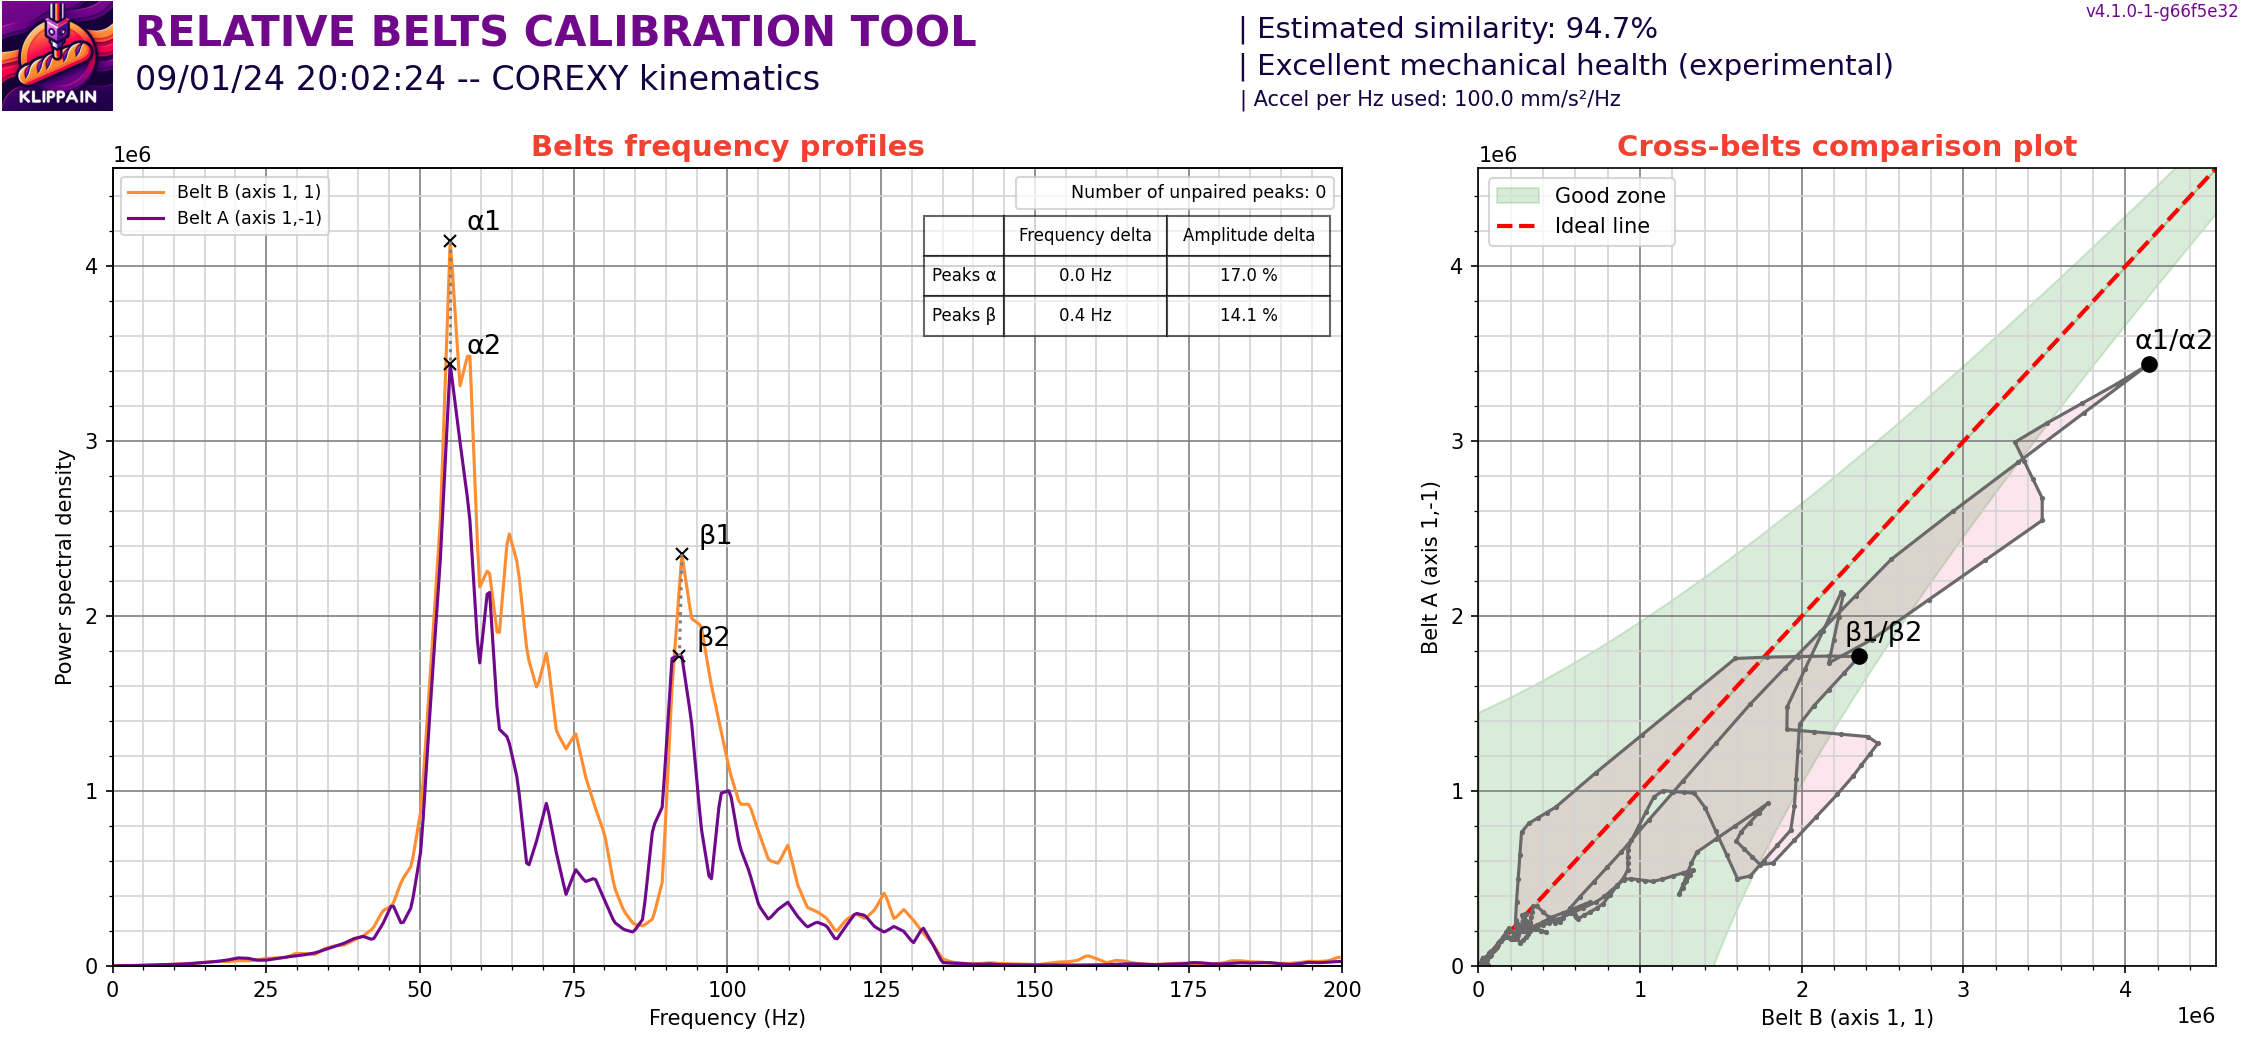 KLIPPAIN
RELATIVE BELTS CALIBRATION TOOL
09/01/24 20:02:24 -- COREXY kinematics
| Estimated similarity: 94.7%
| Excellent mechanical health (experimental)
| Accel per Hz used: 100.0 mm/s²/Hz
v4.1.0-1-g66f5e32
Belts frequency profiles
1e6
Belt B (axis 1, 1)
Belt A (axis 1,-1)
Number of unpaired peaks: 0
Frequency delta Amplitude delta
Peaks α 0.0 Hz 17.0 %
Peaks β 0.4 Hz 14.1 %
α1
α2
β1
β2
Power spectral density
4
3
2
1
0
0 25 50 75 100 125 150 175 200
Frequency (Hz)
Cross-belts comparison plot
1e6
Good zone
Ideal line
α1/α2
β1/β2
Belt A (axis 1,-1)
4
3
2
1
0
0 1 2 3 4
Belt B (axis 1, 1)
1e6